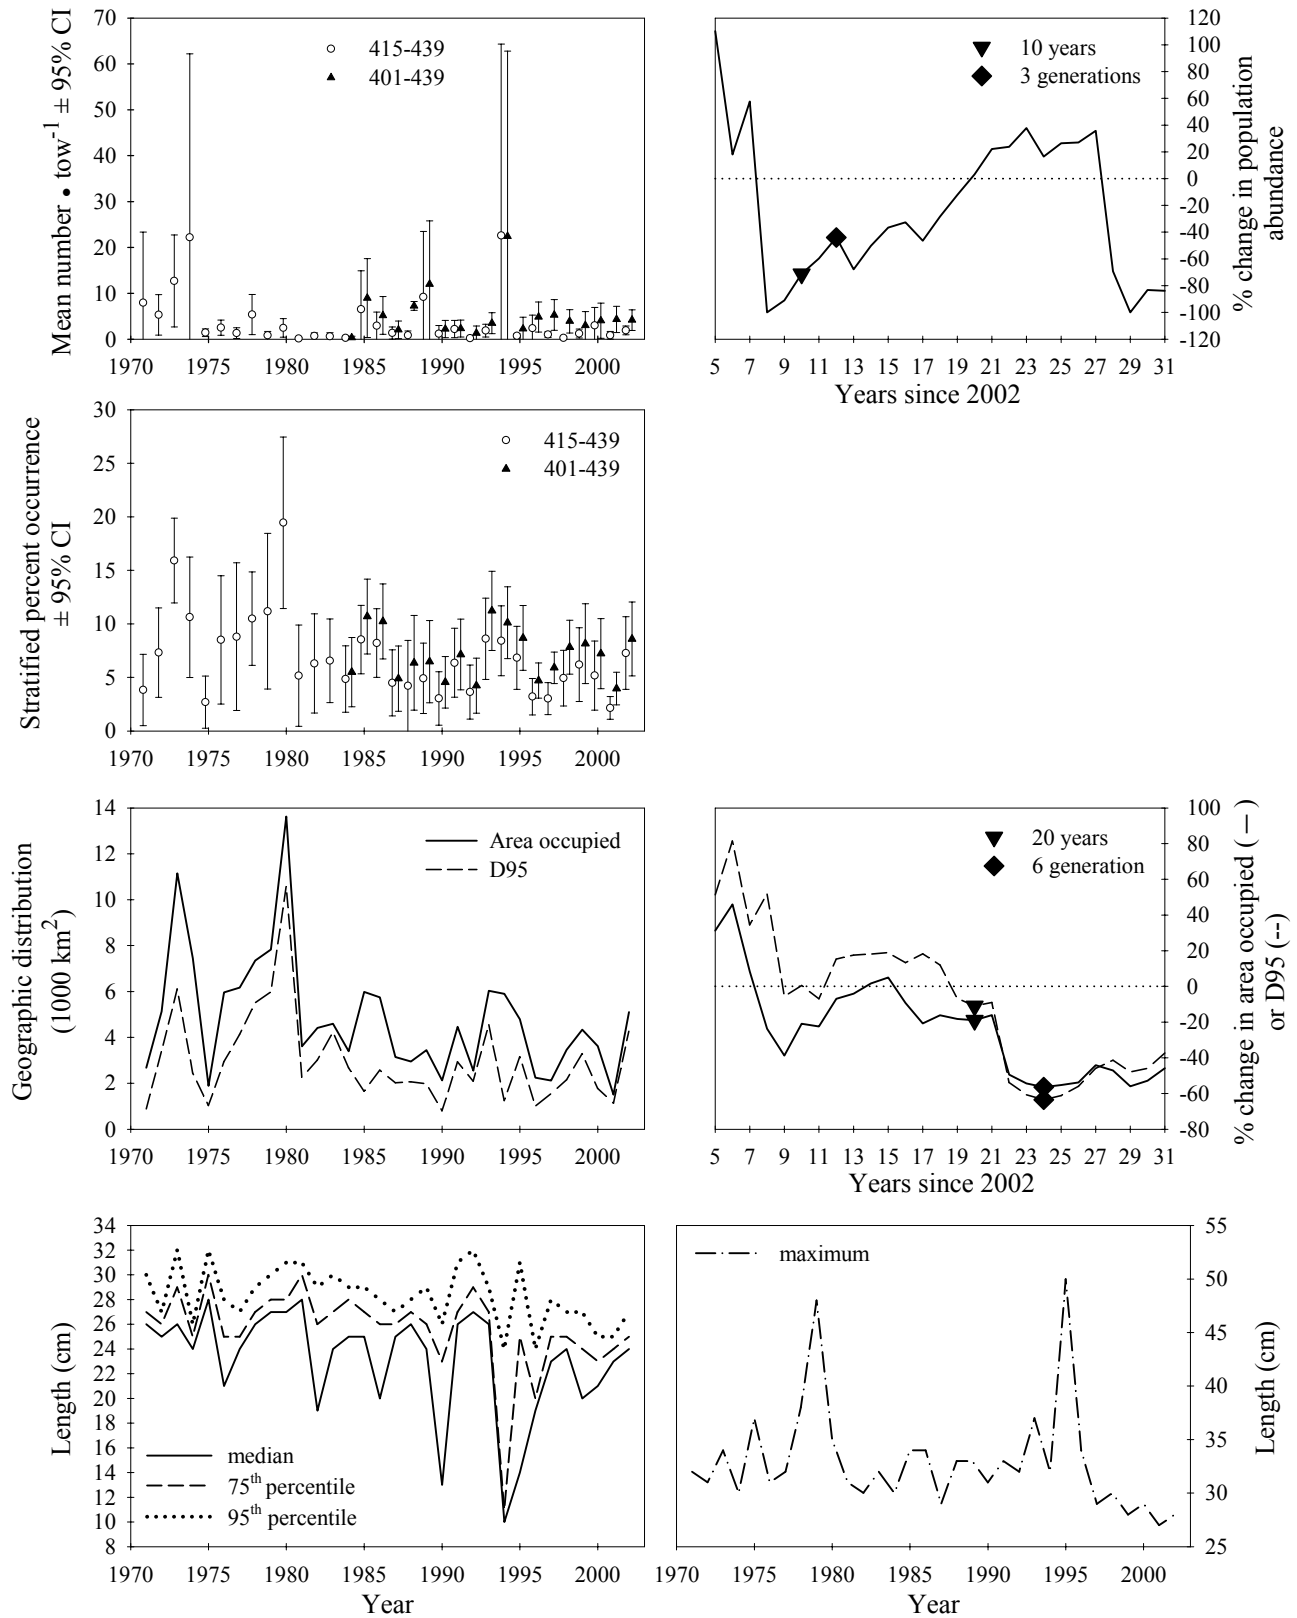 Mean number • tow-1 ± 95% CI
70
60
50
40
30
20
10
0
415-439
401-439
1970 1975 1980 1985 1990 1995 2000
10 years
3 generations
120
100
80
60
40
20
0
-20
-40
-60
-80
-100
-120
% change in population
abundance
5 7 9 11 13 15 17 19 21 23 25 27 29 31
Years since 2002
Stratified percent occurrence
± 95% CI
30
25
20
15
10
5
0
415-439
401-439
1970 1975 1980 1985 1990 1995 2000
Geographic distribution
(1000 km2)
14
12
10
8
6
4
2
0
Area occupied
D95
1970 1975 1980 1985 1990 1995 2000
20 years
6 generation
100
80
60
40
20
0
-20
-40
-60
-80
% change in area occupied (—)
or D95 (--)
5 7 9 11 13 15 17 19 21 23 25 27 29 31
Years since 2002
Length (cm)
34
32
30
28
26
24
22
20
18
16
14
12
10
8
median
75th percentile
95th percentile
1970 1975 1980 1985 1990 1995 2000
Year
maximum
55
50
45
40
35
30
25
Length (cm)
1970 1975 1980 1985 1990 1995 2000
Year